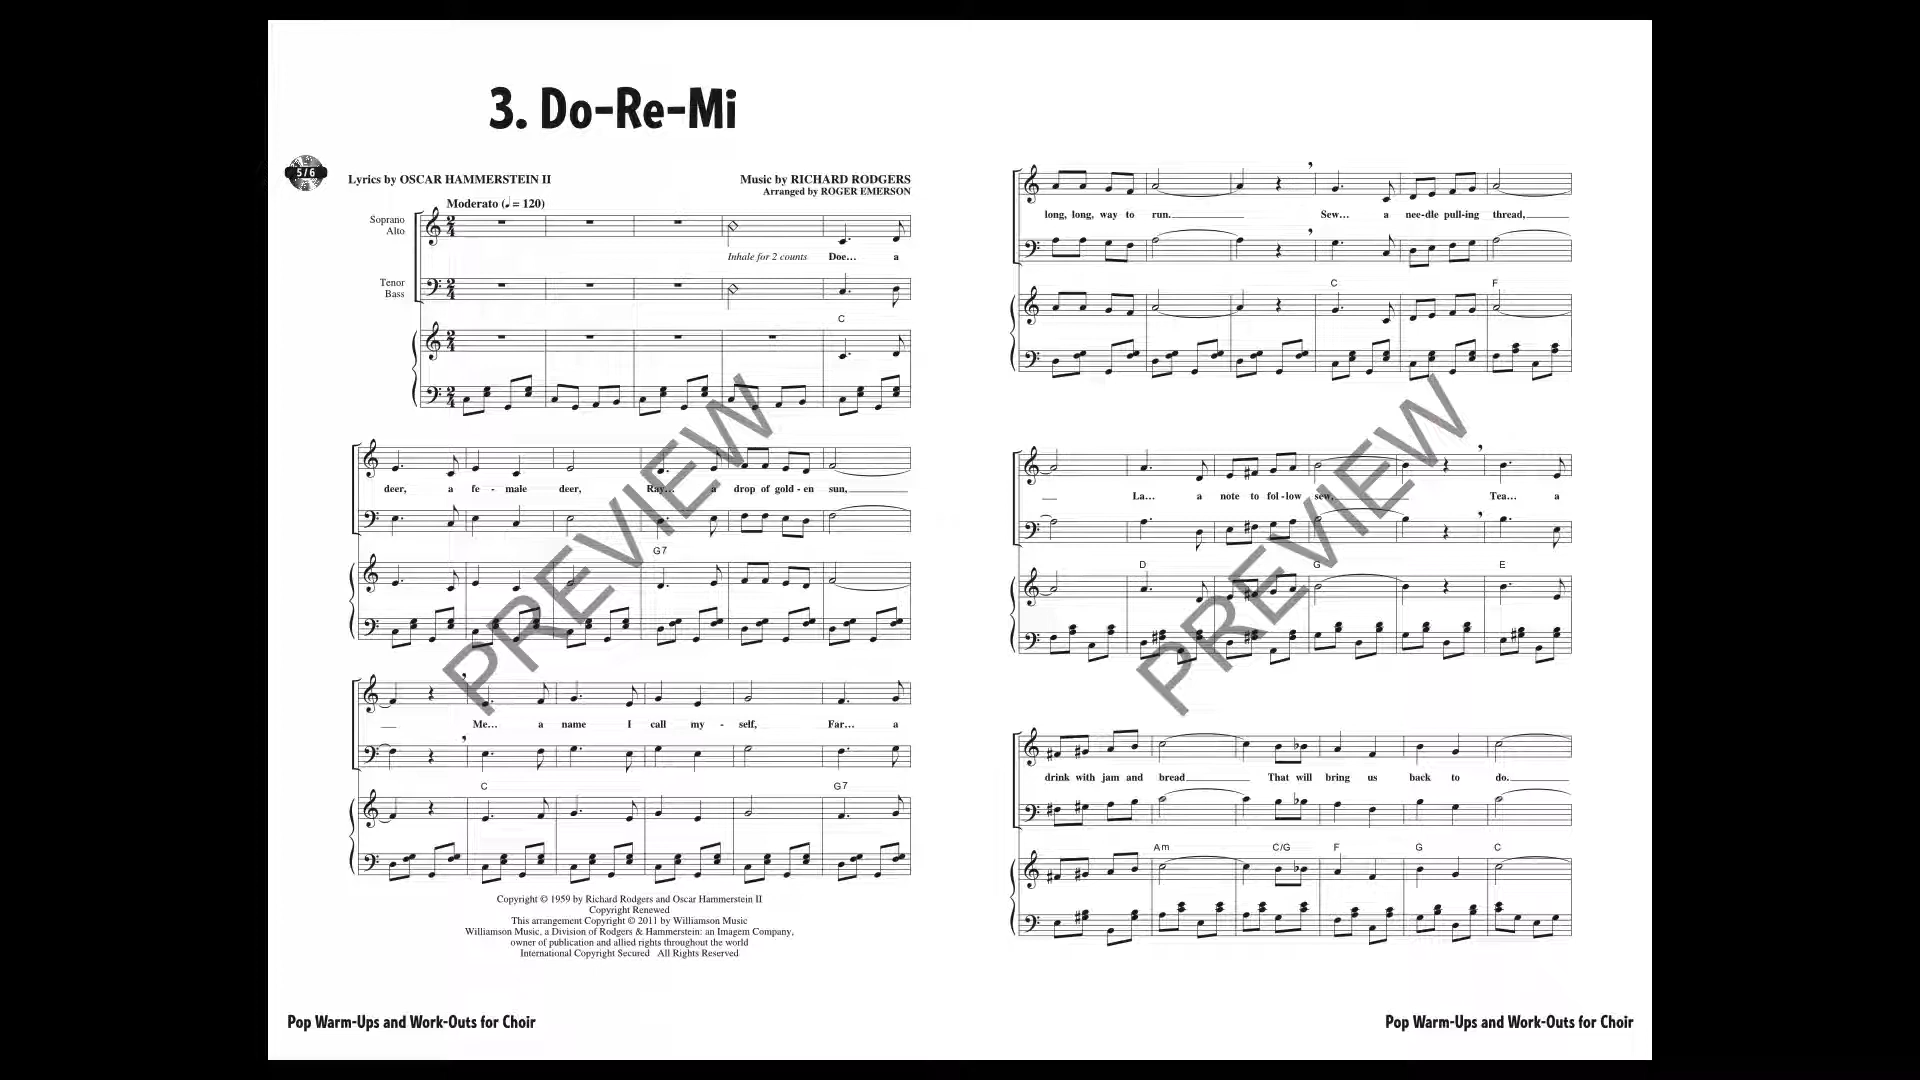 3. Do-Re-Mi
5/6
Lyrics by OSCAR HAMMERSTEIN II
Music by RICHARD RODGERS
Arranged by ROGER EMERSON
Moderato (♩= 120)
Soprano
Alto
Inhale for 2 counts Doe... a
Tenor
Bass
C
deer, a fe - male deer, Ray... a drop of gold - en sun,
G7
Me... a name I call my - self, Far... a
C G7
Copyright © 1959 by Richard Rodgers and Oscar Hammerstein II
Copyright Renewed
This arrangement Copyright © 2011 by Williamson Music
Williamson Music, a Division of Rodgers & Hammerstein: an Imagem Company,
owner of publication and allied rights throughout the world
International Copyright Secured All Rights Reserved
Pop Warm-Ups and Work-Outs for Choir
PREVIEW
long, long, way to run. Sew... a nee-dle pull-ing thread,
C F
La... a note to fol-low sew, Tea... a
D G E
drink with jam and bread That will bring us back to do.
Am C/G F G C
PREVIEW
Pop Warm-Ups and Work-Outs for Choir